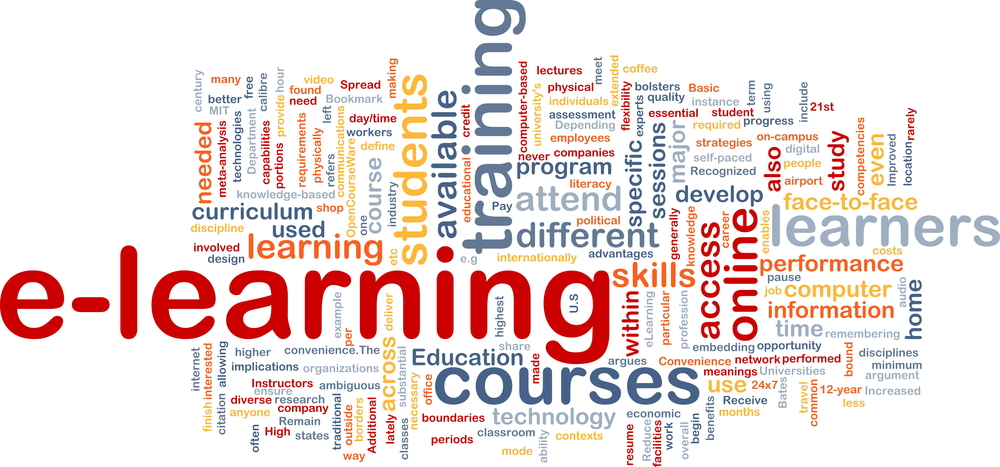 century
many
better
MIT
meta-analysis
technologies
free
calibre
Department
capabilities
hour
provide
portions
video
found
need
requirements
physically
Spread
Bookmark
left
refers
communications
day/time
workers
define
making
needed
knowledge-based
OpenCourseWare
course
one
industry
students
available
educational
credit
training
computer-based
university's
lectures
physical
individuals
assessment
Depending
employees
never
companies
program
literacy
Pay
attend
political
different
e.g
internationally
advantages
meet
extended
coffee
flexibility
bolsters
quality
experts
essential
specific
sessions
major
Basic
instance
student
required
strategies
self-paced
Recognized
develop
term
using
progress
include
21st
on-campus
digital
people
also
airport
study
competencies
even
Improved
location
rarely
face-to-face
learners
enables
career
knowledge
generally
curriculum
shop
discipline
used
involved
design
learning
etc
e-learning
U.S
skills
access
online
costs
performance
pause
job
computer
audio
home
information
time
remembering
within
eLearning
particular
profession
embedding
opportunity
example
per
deliver
highest
share
internet
interested
finish
citation
allowing
higher
convenience.The
implications
organizations
Instructors
ambiguous
ensure
diverse
research
anyone
company
Remain
often
High
states
traditional
outside
borders
way
Additional
lately
across
substantial
classes
necessary
office
Education
made
courses
boundaries
technology
periods
classroom
mode
ability
contexts
argues
Convenience
network
performed
meanings
Universities
use
24x7
Receive
months
benefits
begin
overall
work
economic
Reduce
facilities
resume
Bates
travel
common
bound
disciplines
minimum
argument
12-year
Increased
less